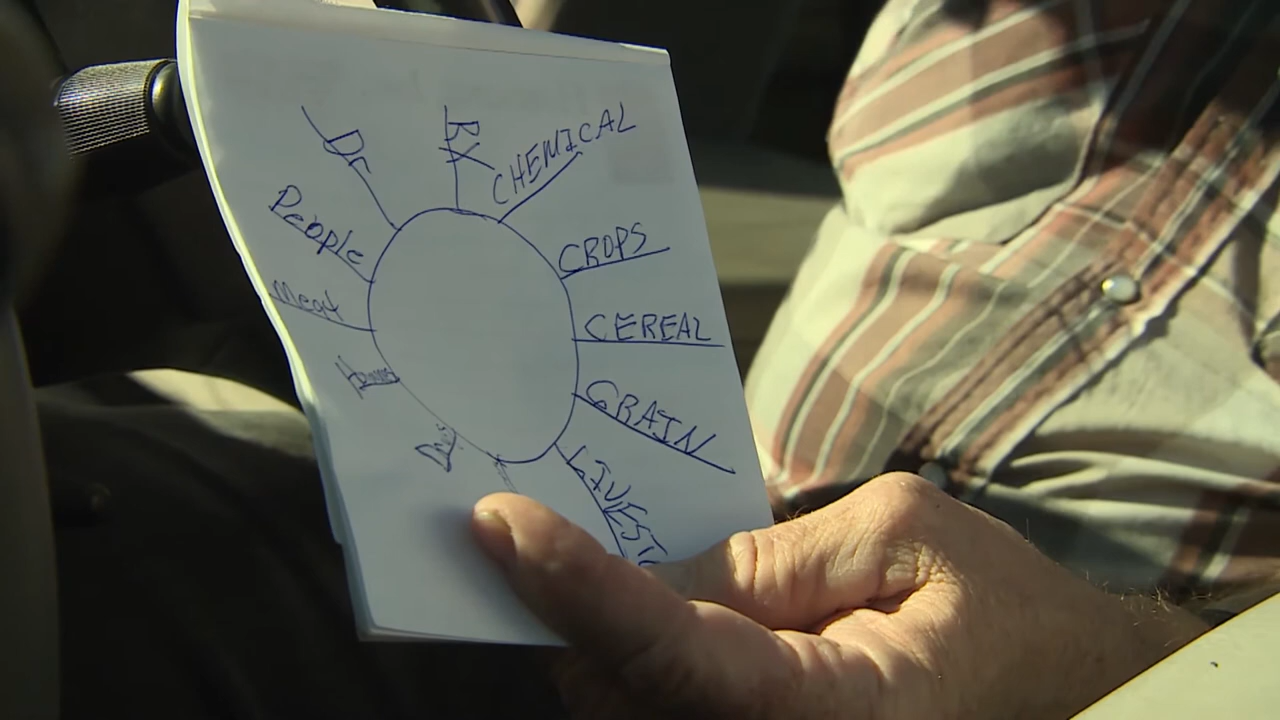 Dr
RX
CHEMICAL
People
CROPS
Meat
CEREAL
GRAIN
LIVEST